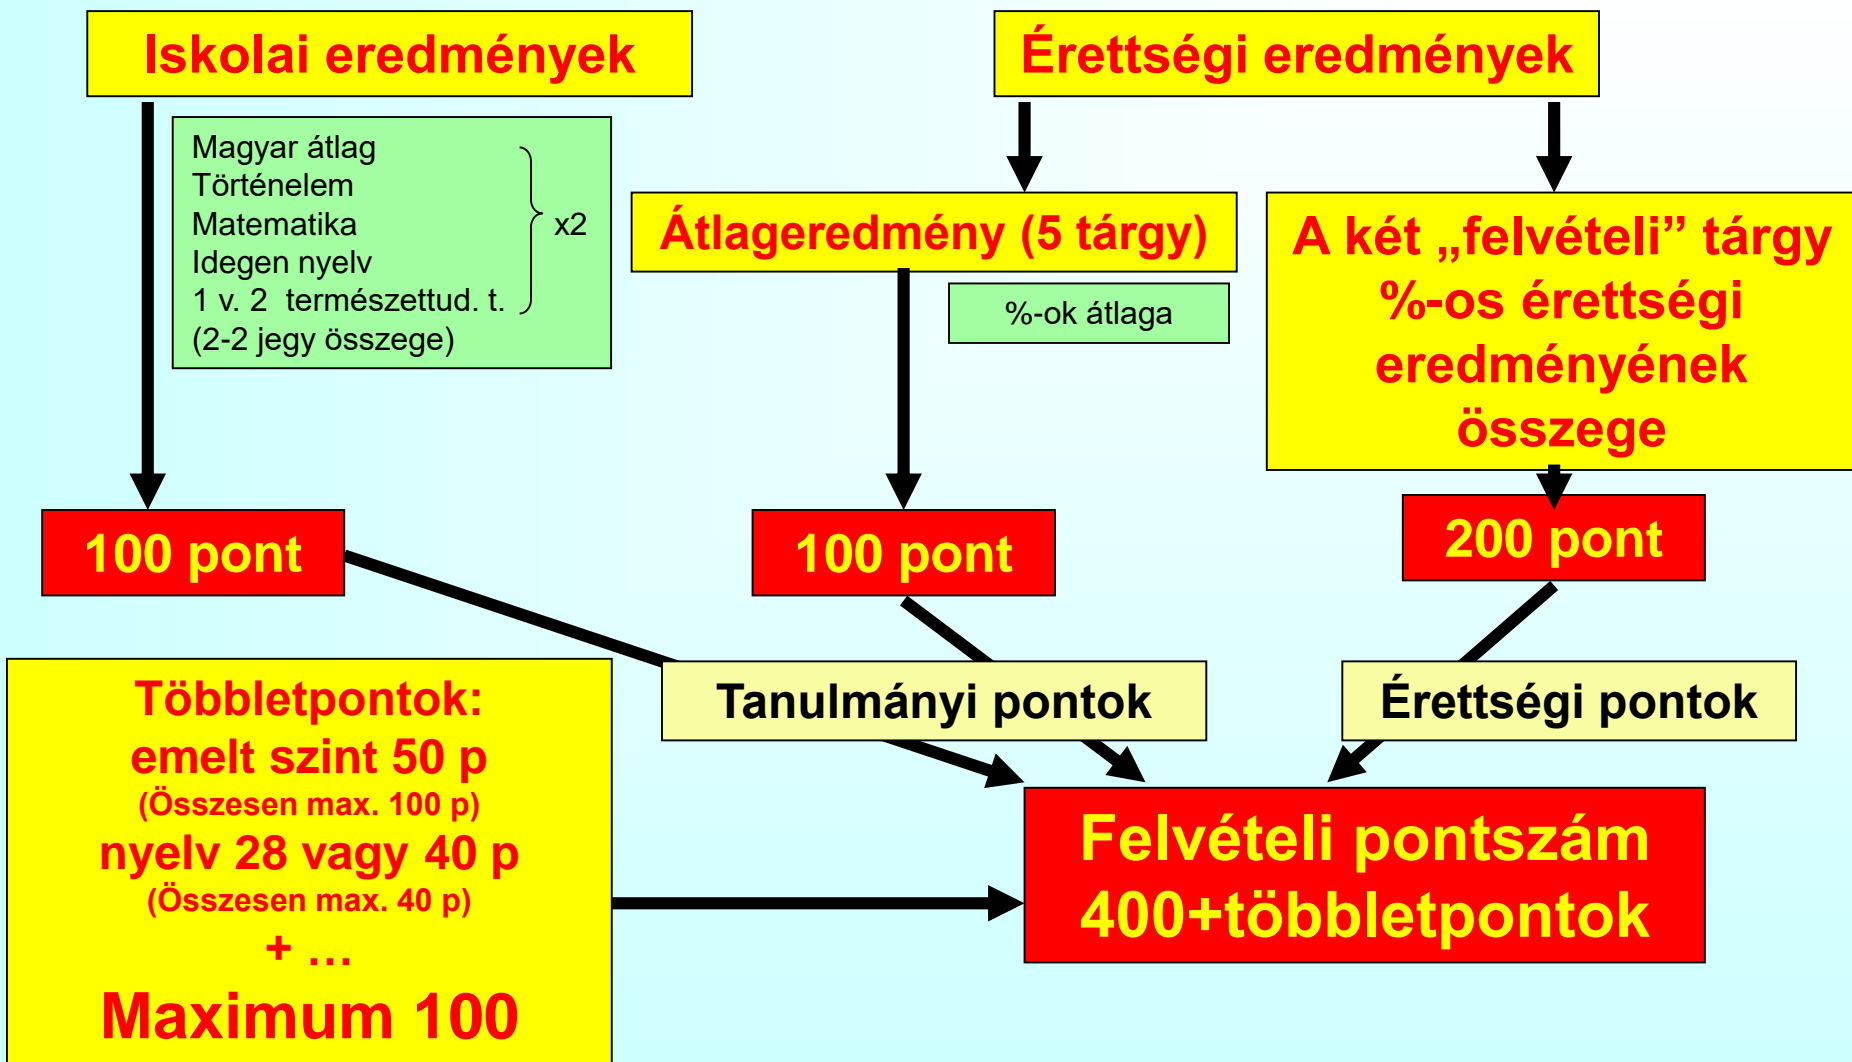 Iskolai eredmények
Magyar átlag
Történelem
Matematika
Idegen nyelv
1 v. 2 természettud. t.
(2-2 jegy összege)
x2
100 pont
Érettségi eredmények
Átlageredmény (5 tárgy)
%-ok átlaga
100 pont
A két „felvételi” tárgy
%-os érettségi
eredményének
összege
200 pont
Tanulmányi pontok
Érettségi pontok
Többletpontok:
emelt szint 50 p
(Összesen max. 100 p)
nyelv 28 vagy 40 p
(Összesen max. 40 p)
+ …
Maximum 100
Felvételi pontszám
400+többletpontok